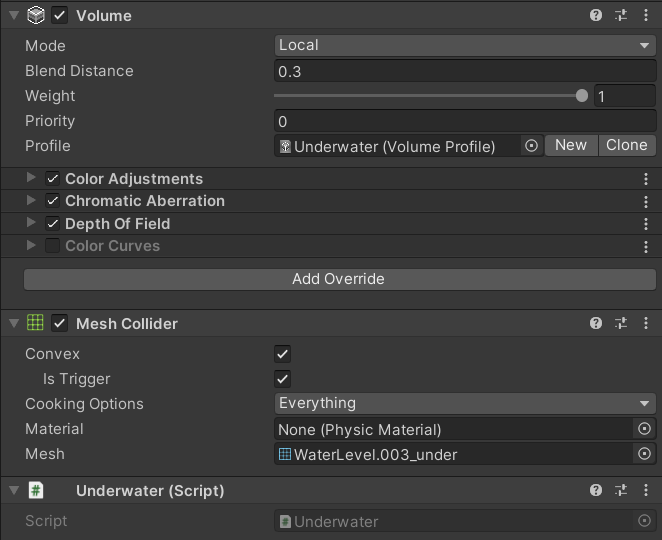 Volume
Mode Local
Blend Distance 0.3
Weight 1
Priority 0
Profile Underwater (Volume Profile) New Clone
Color Adjustments
Chromatic Aberration
Depth Of Field
Color Curves
Add Override
Mesh Collider
Convex
Is Trigger
Cooking Options Everything
Material None (Physic Material)
Mesh WaterLevel.003_under
# Underwater (Script)
Script # Underwater